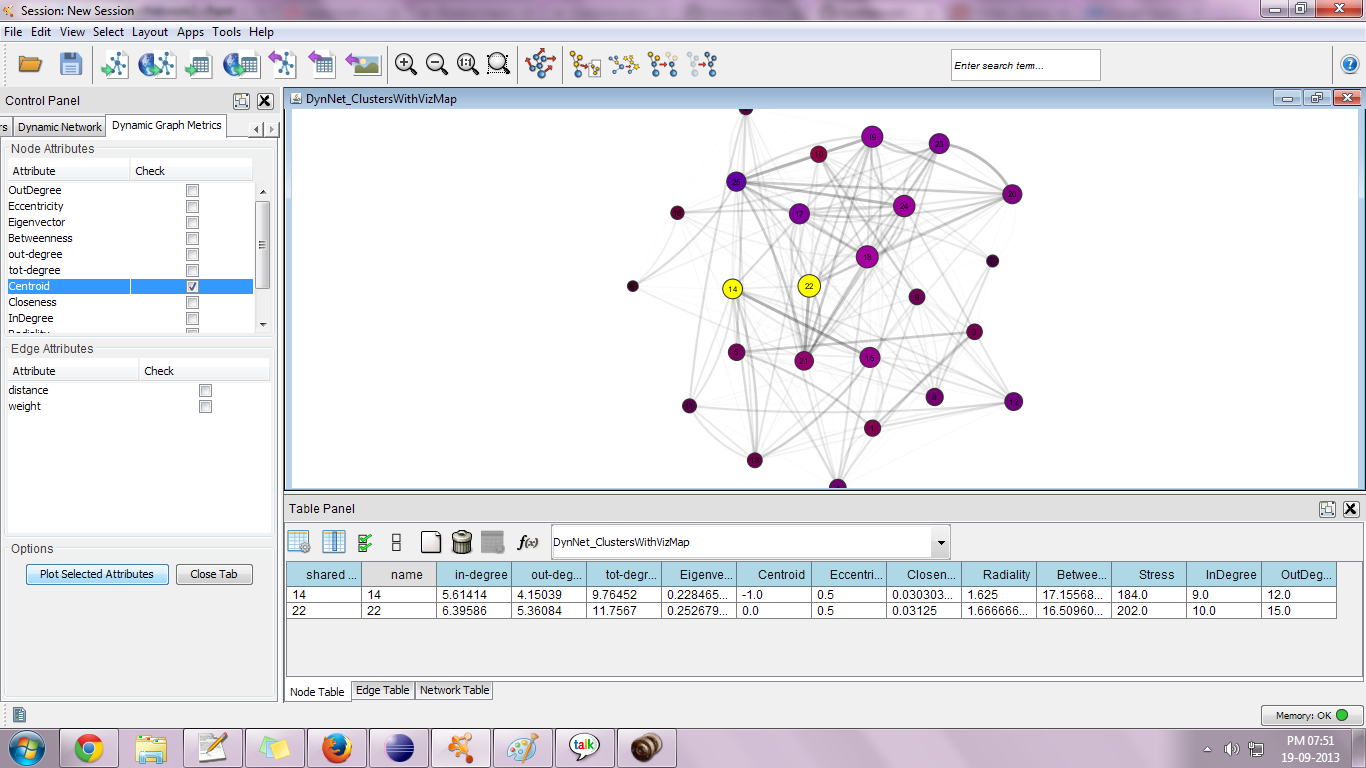 Session: New Session
File Edit View Select Layout Apps Tools Help
Enter search term...
Control Panel
rs Dynamic Network Dynamic Graph Metrics
Node Attributes
Attribute Check
OutDegree
Eccentricity
Eigenvector
Betweenness
out-degree
tot-degree
Centroid
Closeness
InDegree
Edge Attributes
Attribute Check
distance
weight
Options
Plot Selected Attributes Close Tab
DynNet_ClustersWithVizMap
19
23
10
25
20
24
17
18
14
22
21
15
12
Table Panel
DynNet_ClustersWithVizMap
shared ... name in-degree out-deg... tot-degr... Eigenve... Centroid Eccentri... Closen... Radiality Betwee... Stress InDegree OutDeg...
14 14 5.61414 4.15039 9.76452 0.228465... -1.0 0.5 0.030303... 1.625 17.15568... 184.0 9.0 12.0
22 22 6.39586 5.36084 11.7567 0.252679... 0.0 0.5 0.03125 1.666666... 16.50960... 202.0 10.0 15.0
Node Table Edge Table Network Table
Memory: OK
talk
PM 07:51
19-09-2013